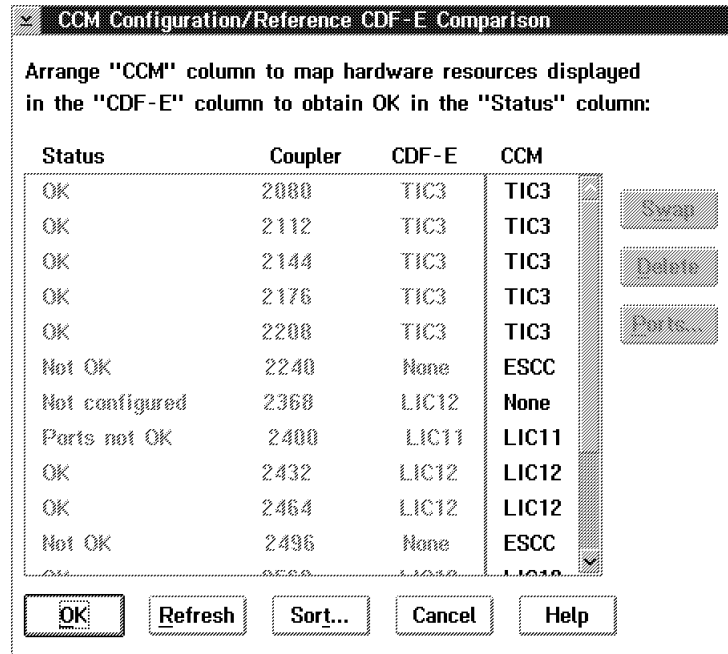 CCM Configuration/Reference CDF-E Comparison
Arrange "CCM" column to map hardware resources displayed
in the "CDF-E" column to obtain OK in the "Status" column:
Status Coupler CDF-E CCM
OK 2080 TIC3 TIC3
OK 2112 TIC3 TIC3
OK 2144 TIC3 TIC3
OK 2176 TIC3 TIC3
OK 2208 TIC3 TIC3
Not OK 2240 None ESCC
Not configured 2368 LIC12 None
Ports not OK 2400 LIC11 LIC11
OK 2432 LIC12 LIC12
OK 2464 LIC12 LIC12
Not OK 2496 None ESCC
Swap
Delete
Ports...
OK Refresh Sort... Cancel Help